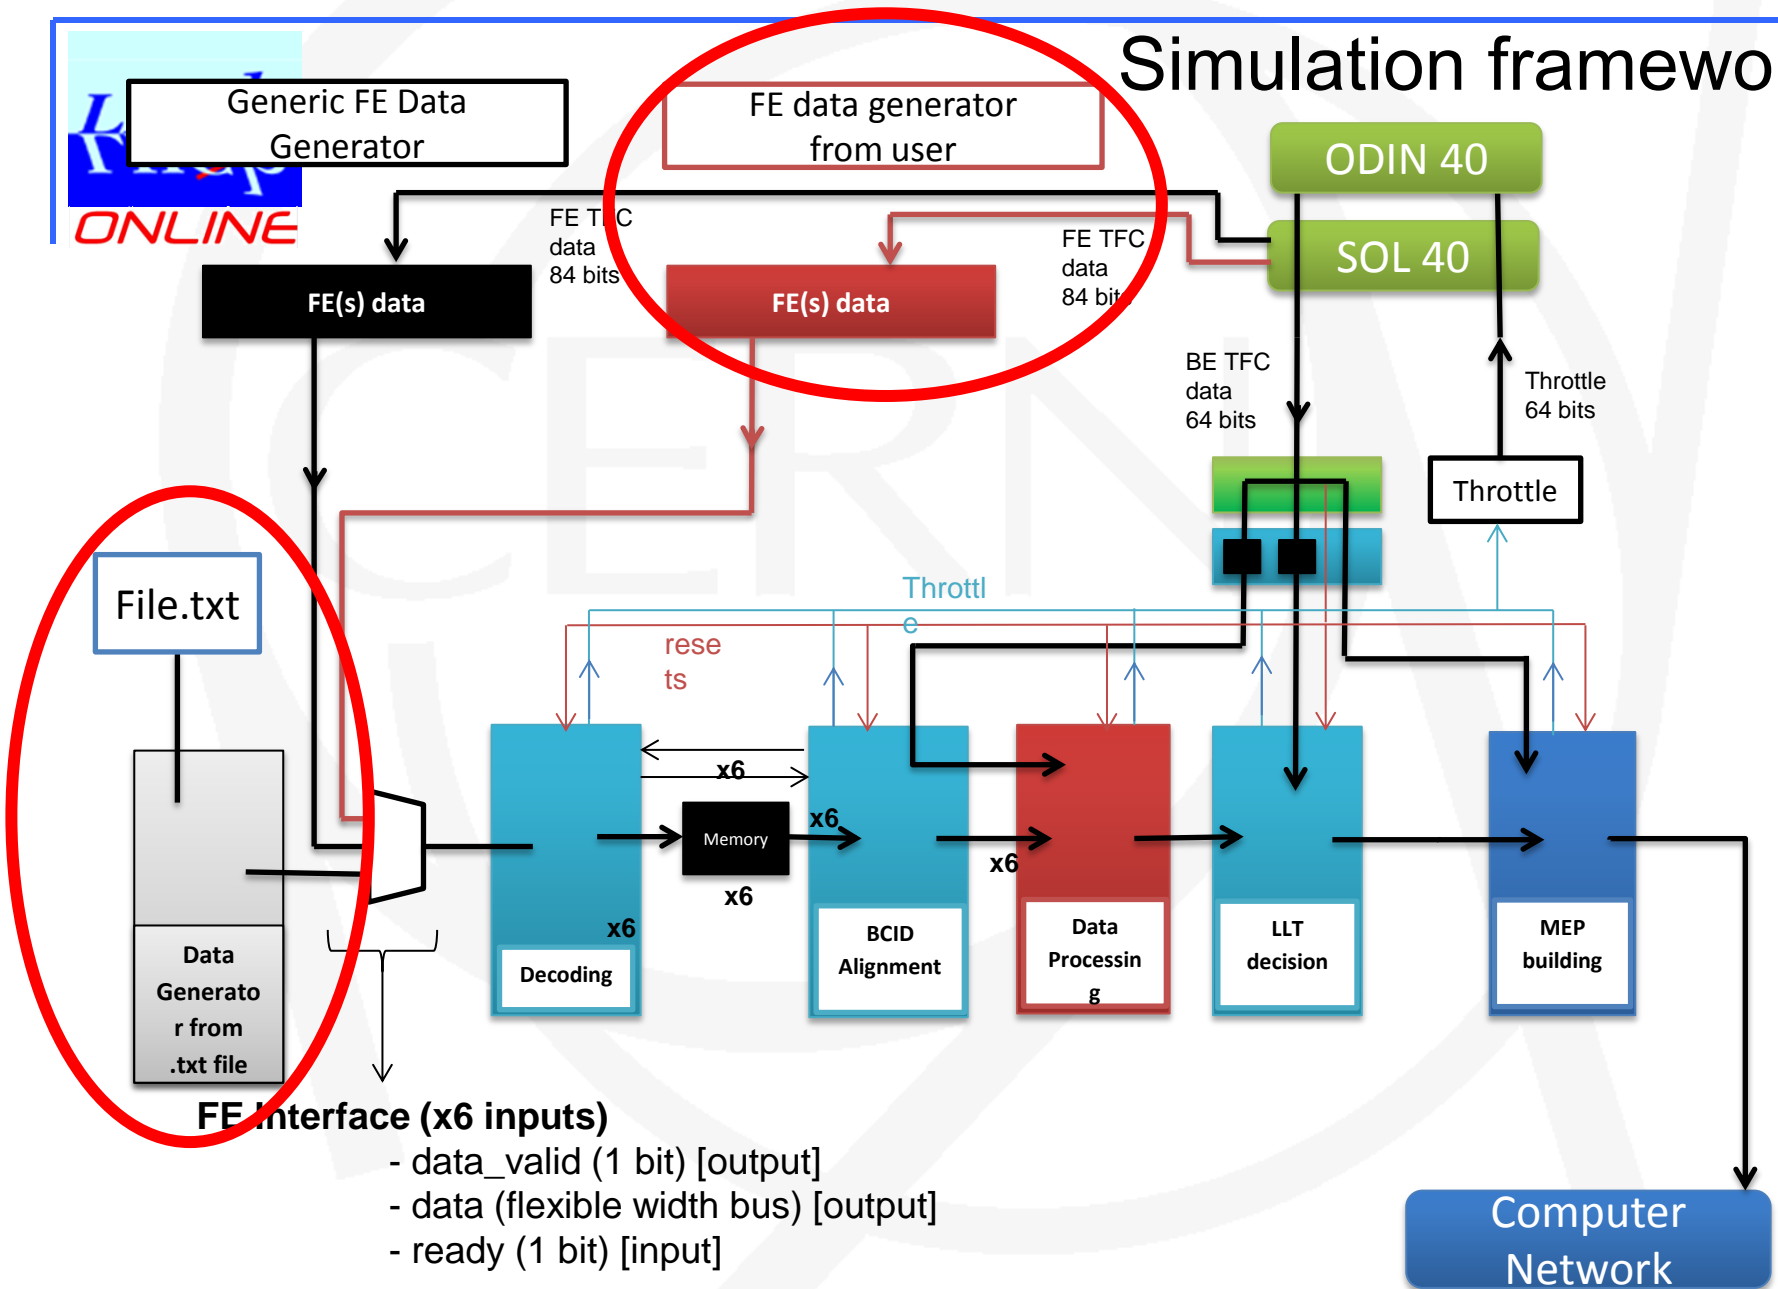 Simulation framewo
Generic FE Data
Generator
FE data generator
from user
ONLINE
ODIN 40
SOL 40
FE TFC
data
84 bits
FE TFC
data
84 bits
FE(s) data
FE(s) data
BE TFC
data
64 bits
Throttle
64 bits
Throttle
File.txt
Throttl
e
rese
ts
x6
Memory
x6
x6
x6
x6
Decoding
BCID
Alignment
Data
Processin
g
LLT
decision
MEP
building
Data
Generato
r from
.txt file
FE Interface (x6 inputs)
- data_valid (1 bit) [output]
- data (flexible width bus) [output]
- ready (1 bit) [input]
Computer
Network
CERN